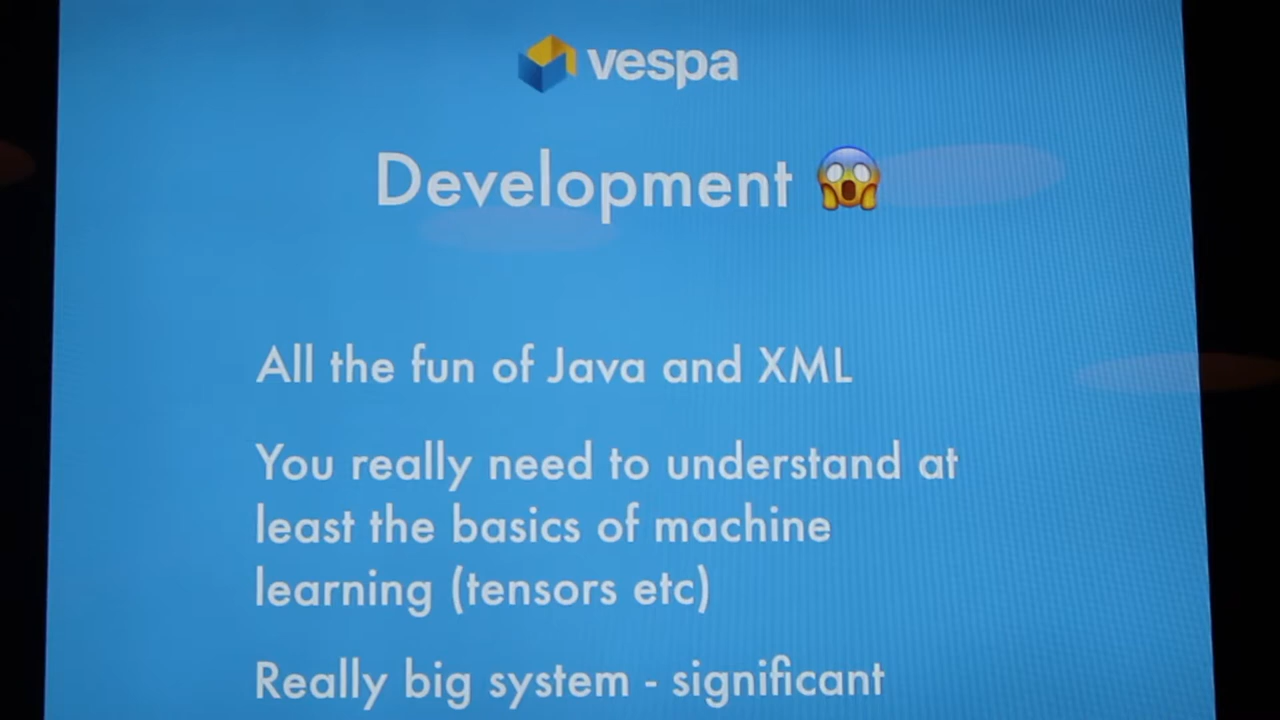 vespa
Development 😱
All the fun of Java and XML
You really need to understand at
least the basics of machine
learning (tensors etc)
Really big system - significant